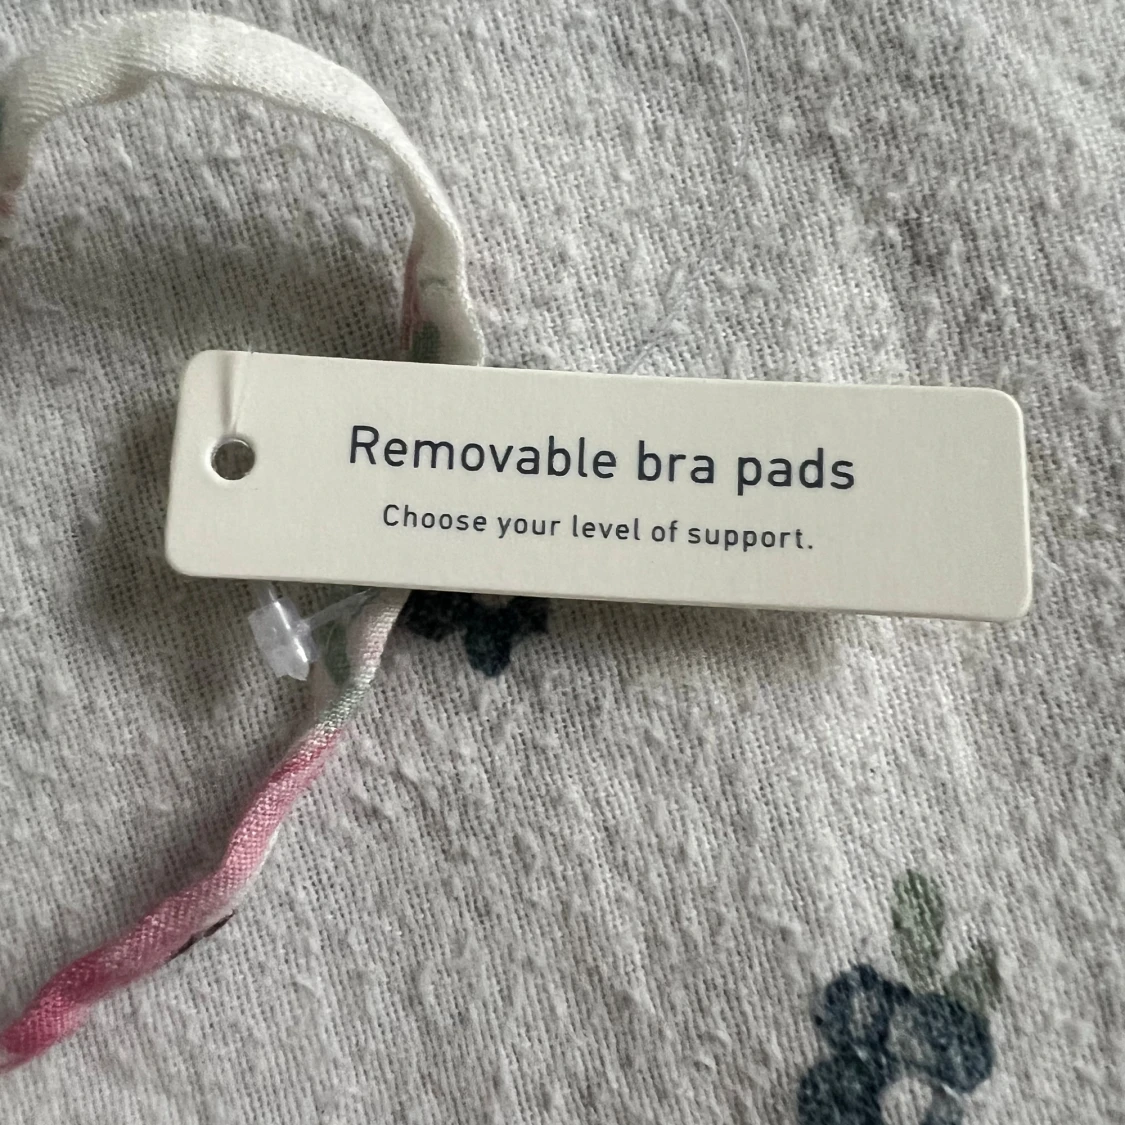 Removable bra pads
Choose your level of support.